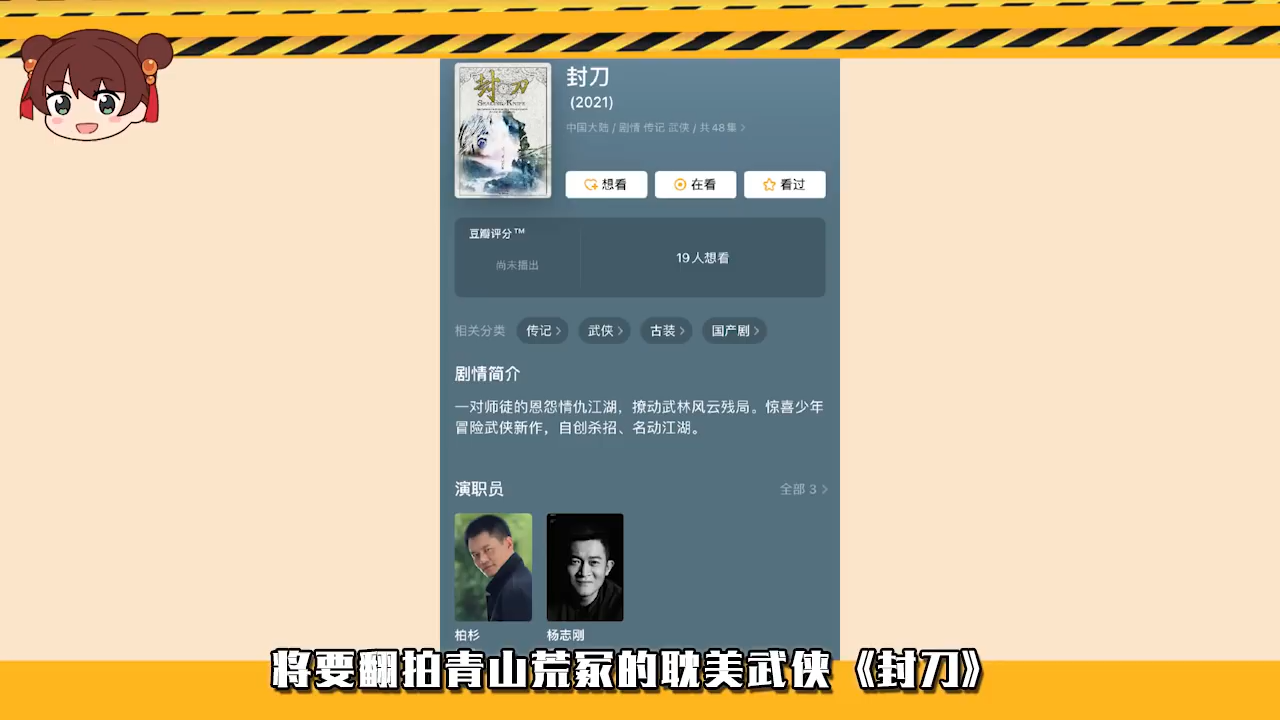 封刀
SEALING KNIFE
封刀
(2021)
中国大陆 / 剧情 传记 武侠 / 共48集 >
想看
在看
看过
豆瓣评分™
尚未播出
19人想看
相关分类
传记 >
武侠 >
古装 >
国产剧 >
剧情简介
一对师徒的恩怨情仇江湖，撩动武林风云残局。惊喜少年
冒险武侠新作，自创杀招、名动江湖。
演职员
全部 3 >
柏杉
杨志刚
将要翻拍青山荒冢的耽美武侠《封刀》